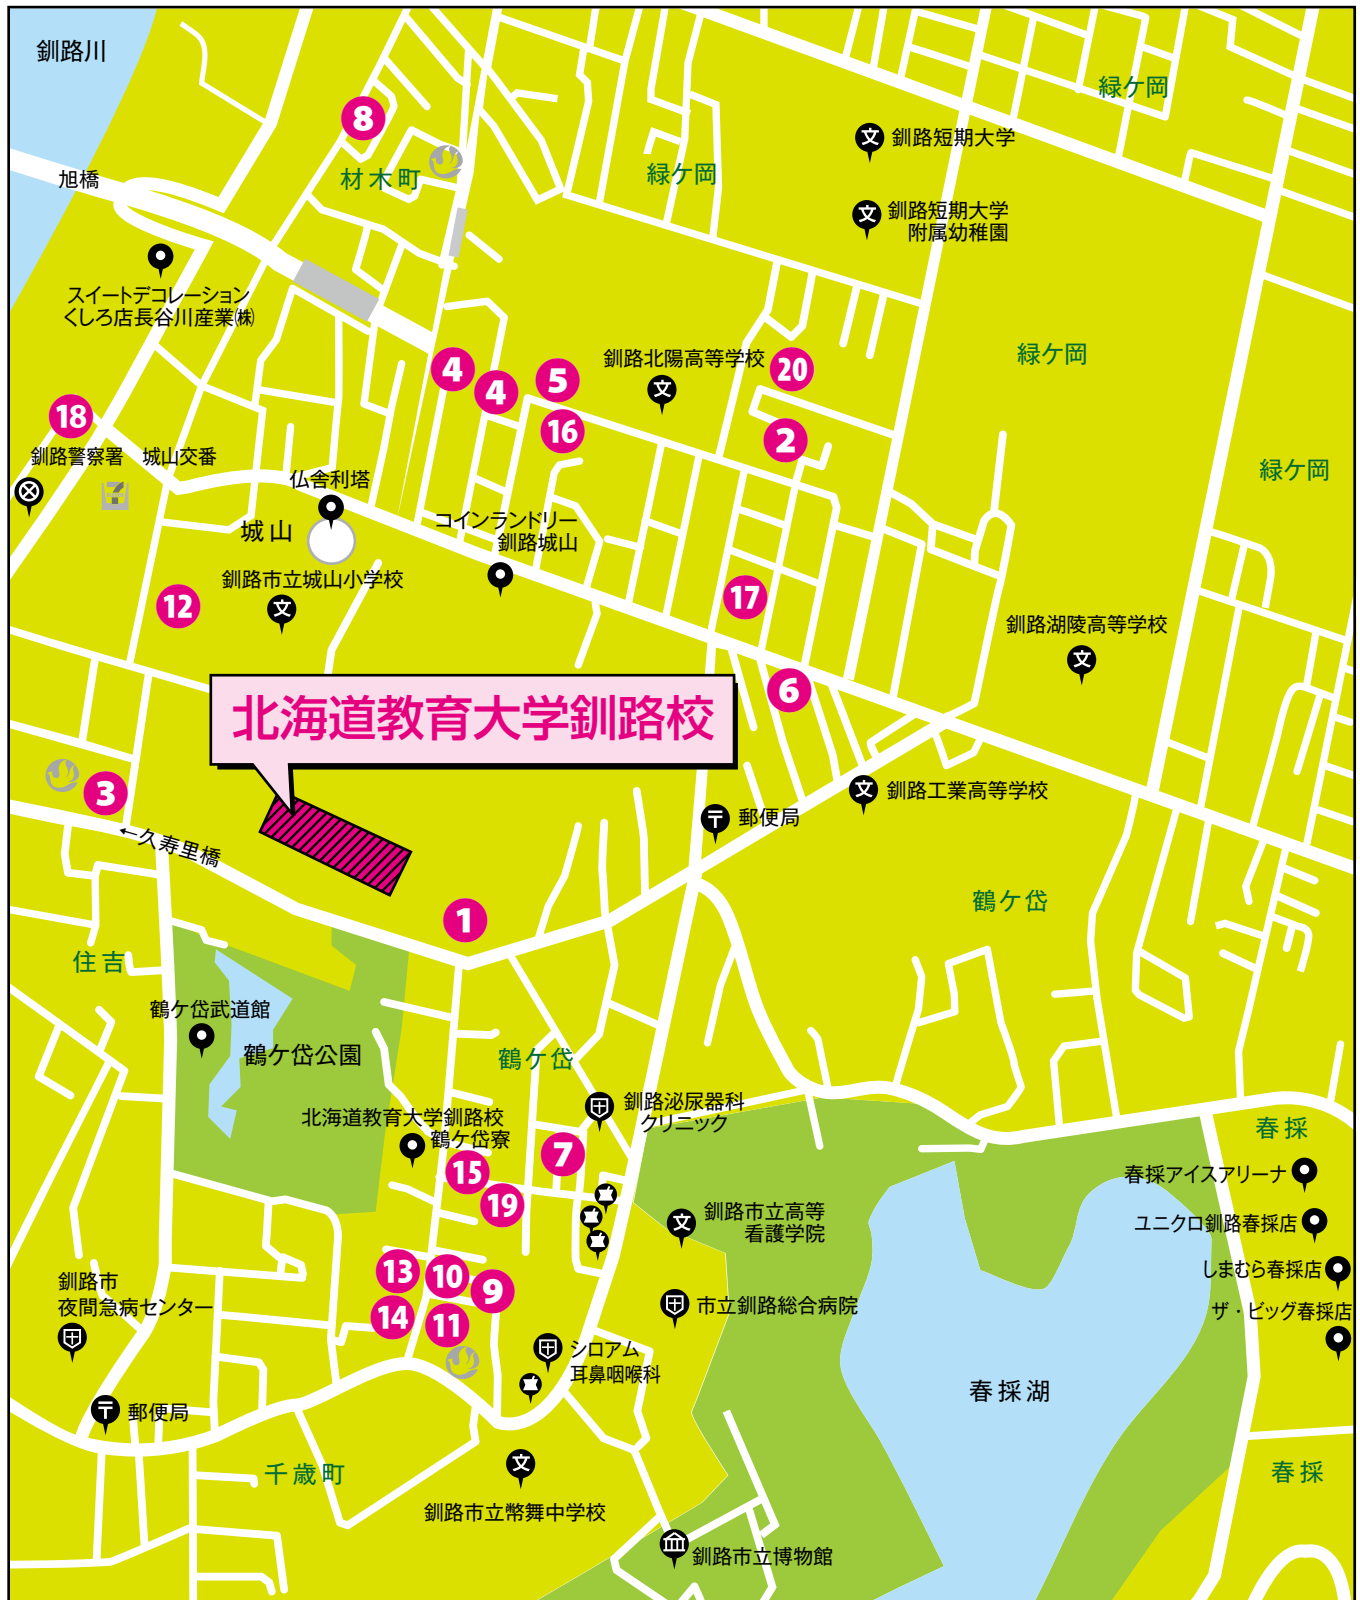 釧路川
緑ケ岡
8
釧路短期大学
旭橋
材木町
緑ケ岡
釧路短期大学
附属幼稚園
スイートデコレーション
くしろ店長谷川産業㈱
釧路北陽高等学校
緑ケ岡
4
4
5
20
18
16
2
釧路警察署 城山交番
緑ケ岡
仏舎利塔
城山
コインランドリー
釧路城山
釧路市立城山小学校
12
17
釧路湖陵高等学校
6
北海道教育大学釧路校
3
釧路工業高等学校
郵便局
←久寿里橋
鶴ケ岱
1
住吉
鶴ケ岱武道館
鶴ケ岱公園
鶴ケ岱
釧路泌尿器科
クリニック
北海道教育大学釧路校
鶴ケ岱寮
7
春採
15
春採アイスアリーナ
19
釧路市立高等
看護学院
ユニクロ釧路春採店
13
10
9
しまむら春採店
釧路市
夜間急病センター
14
11
市立釧路総合病院
ザ・ビッグ春採店
シロアム
耳鼻咽喉科
春採湖
郵便局
千歳町
春採
釧路市立幣舞中学校
釧路市立博物館